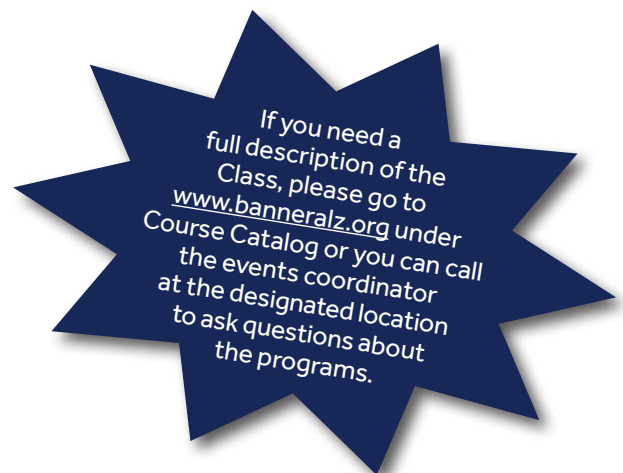 If you need a
full description of the
Class, please go to
www.banneralz.org under
Course Catalog or you can call
the events coordinator
at the designated location
to ask questions about
the programs.